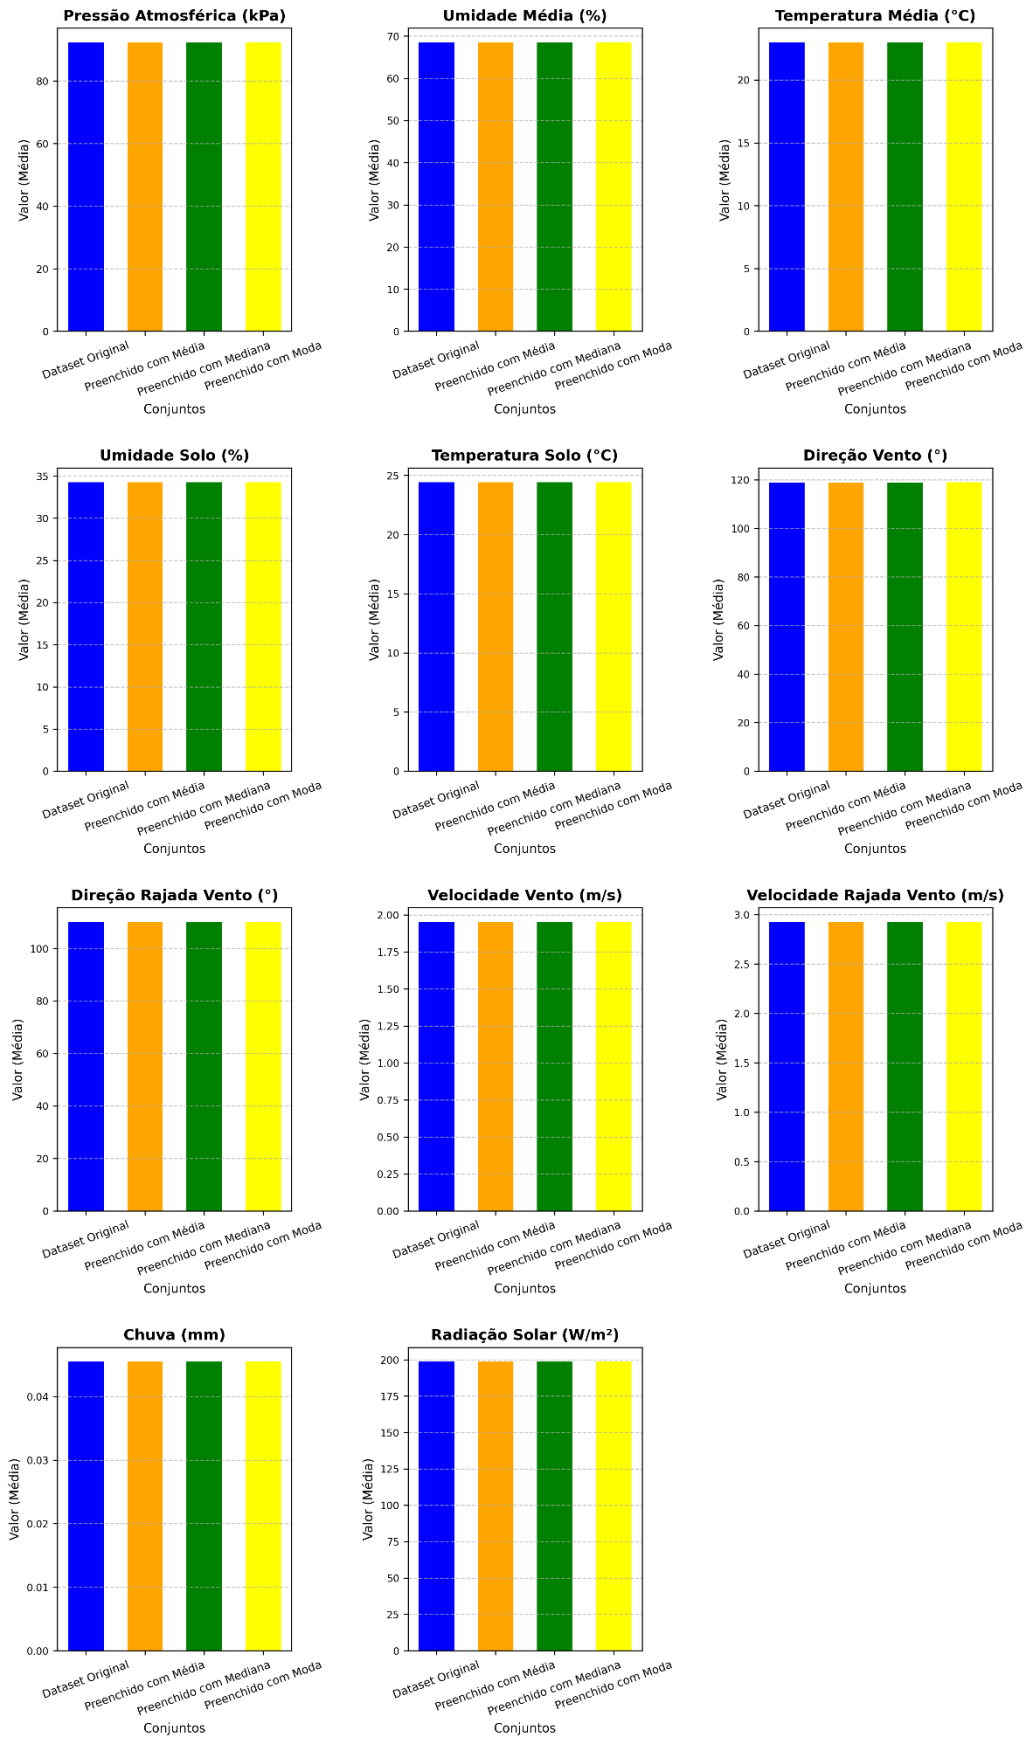 Pressão Atmosférica (kPa)
Valor (Média)
80
60
40
20
0
Dataset Original
Preenchido com Média
Preenchido com Mediana
Preenchido com Moda
Conjuntos
Umidade Média (%)
Valor (Média)
70
60
50
40
30
20
10
0
Dataset Original
Preenchido com Média
Preenchido com Mediana
Preenchido com Moda
Conjuntos
Temperatura Média (°C)
Valor (Média)
20
15
10
5
0
Dataset Original
Preenchido com Média
Preenchido com Mediana
Preenchido com Moda
Conjuntos
Umidade Solo (%)
Valor (Média)
35
30
25
20
15
10
5
0
Dataset Original
Preenchido com Média
Preenchido com Mediana
Preenchido com Moda
Conjuntos
Temperatura Solo (°C)
Valor (Média)
25
20
15
10
5
0
Dataset Original
Preenchido com Média
Preenchido com Mediana
Preenchido com Moda
Conjuntos
Direção Vento (°)
Valor (Média)
120
100
80
60
40
20
0
Dataset Original
Preenchido com Média
Preenchido com Mediana
Preenchido com Moda
Conjuntos
Direção Rajada Vento (°)
Valor (Média)
100
80
60
40
20
0
Dataset Original
Preenchido com Média
Preenchido com Mediana
Preenchido com Moda
Conjuntos
Velocidade Vento (m/s)
Valor (Média)
2.00
1.75
1.50
1.25
1.00
0.75
0.50
0.25
0.00
Dataset Original
Preenchido com Média
Preenchido com Mediana
Preenchido com Moda
Conjuntos
Velocidade Rajada Vento (m/s)
Valor (Média)
3.0
2.5
2.0
1.5
1.0
0.5
0.0
Dataset Original
Preenchido com Média
Preenchido com Mediana
Preenchido com Moda
Conjuntos
Chuva (mm)
Valor (Média)
0.04
0.03
0.02
0.01
0.00
Dataset Original
Preenchido com Média
Preenchido com Mediana
Preenchido com Moda
Conjuntos
Radiação Solar (W/m²)
Valor (Média)
200
175
150
125
100
75
50
25
0
Dataset Original
Preenchido com Média
Preenchido com Mediana
Preenchido com Moda
Conjuntos